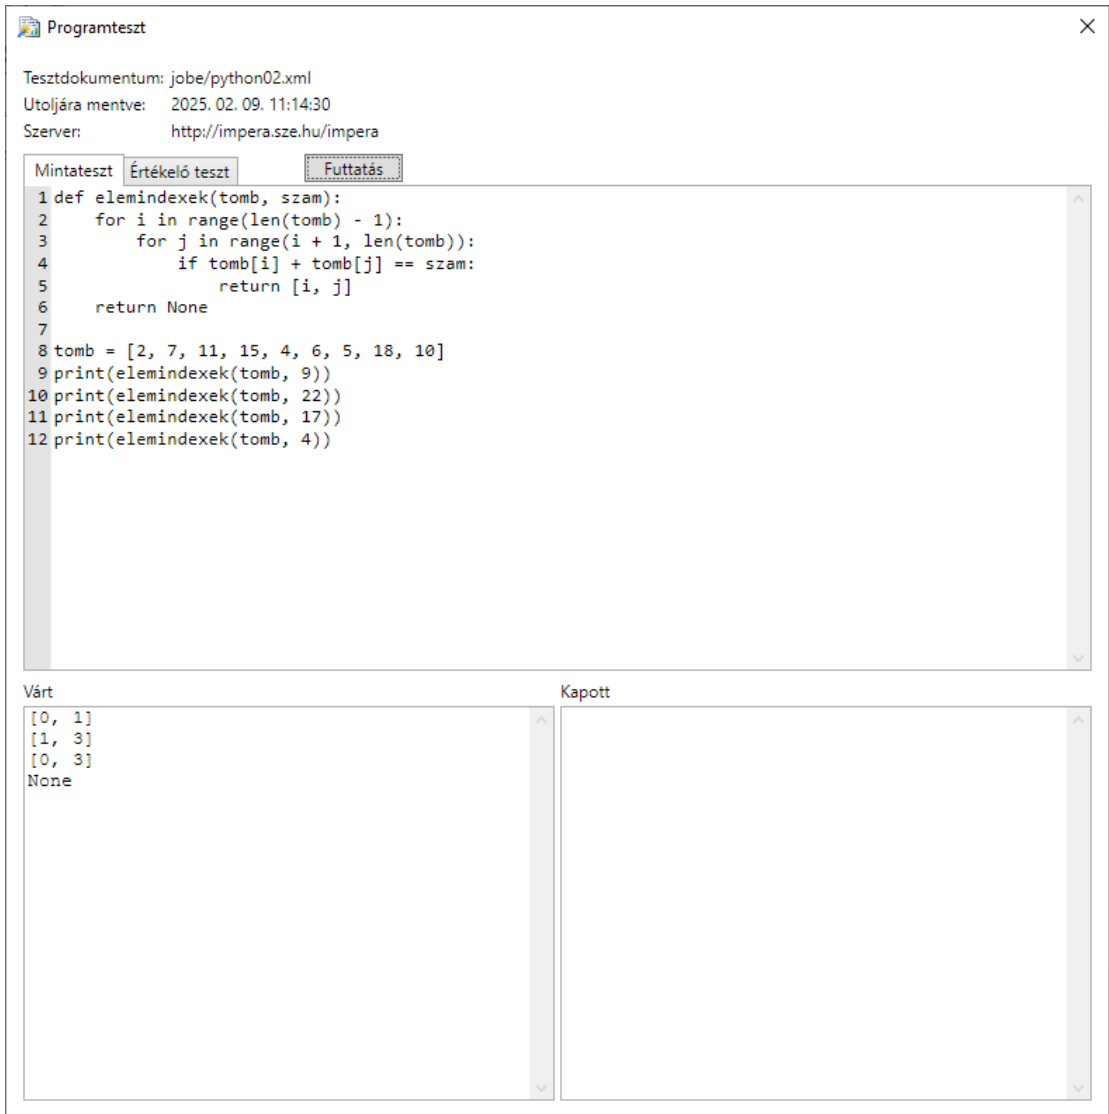 Programteszt
Tesztdokumentum: jobe/python02.xml
Utoljára mentve: 2025. 02. 09. 11:14:30
Szerver: http://impera.sze.hu/impera
Mintateszt Értékelő teszt Futtatás
1 def elemindexek(tomb, szam):
2     for i in range(len(tomb) - 1):
3         for j in range(i + 1, len(tomb)):
4             if tomb[i] + tomb[j] == szam:
5                 return [i, j]
6     return None
7
8 tomb = [2, 7, 11, 15, 4, 6, 5, 18, 10]
9 print(elemindexek(tomb, 9))
10 print(elemindexek(tomb, 22))
11 print(elemindexek(tomb, 17))
12 print(elemindexek(tomb, 4))
Várt
[0, 1]
[1, 3]
[0, 3]
None
Kapott